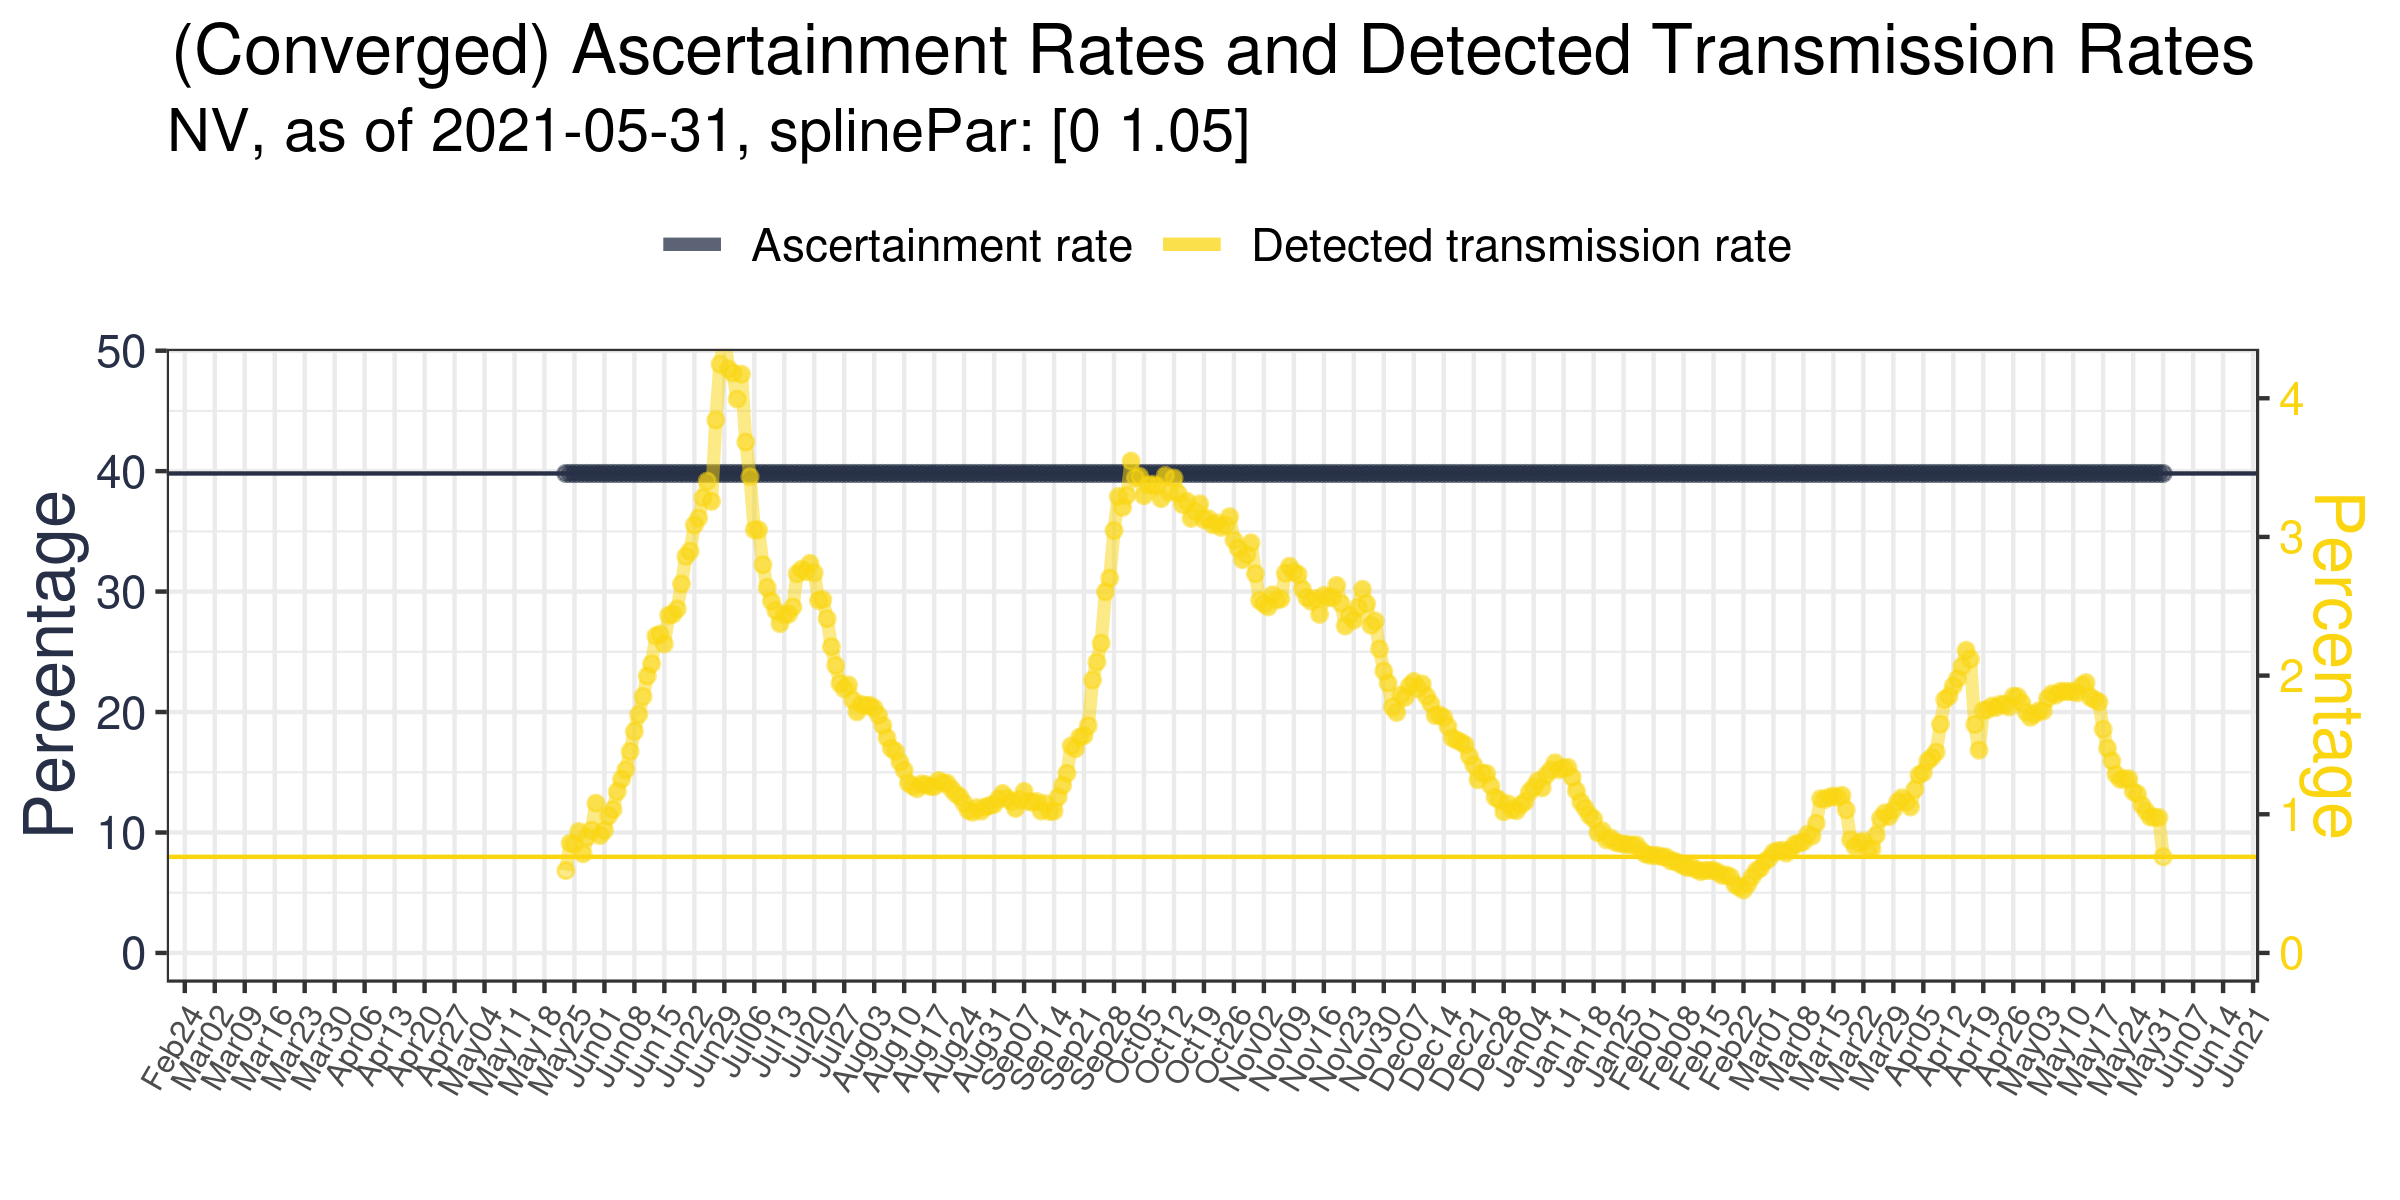 (Converged) Ascertainment Rates and Detected Transmission Rates
NV, as of 2021-05-31, splinePar: [0 1.05]
Ascertainment rate
Detected transmission rate
Percentage
50
40
30
20
10
0
4
3
2
1
0
Percentage
Feb24
Mar02
Mar09
Mar16
Mar23
Mar30
Apr06
Apr13
Apr20
Apr27
May04
May11
May18
May25
Jun01
Jun08
Jun15
Jun22
Jun29
Jul06
Jul13
Jul20
Jul27
Aug03
Aug10
Aug17
Aug24
Aug31
Sep07
Sep14
Sep21
Sep28
Oct05
Oct12
Oct19
Oct26
Nov02
Nov09
Nov16
Nov23
Nov30
Dec07
Dec14
Dec21
Dec28
Jan04
Jan11
Jan18
Jan25
Feb01
Feb08
Feb15
Feb22
Mar01
Mar08
Mar15
Mar22
Mar29
Apr05
Apr12
Apr19
Apr26
May03
May10
May17
May24
May31
Jun07
Jun14
Jun21